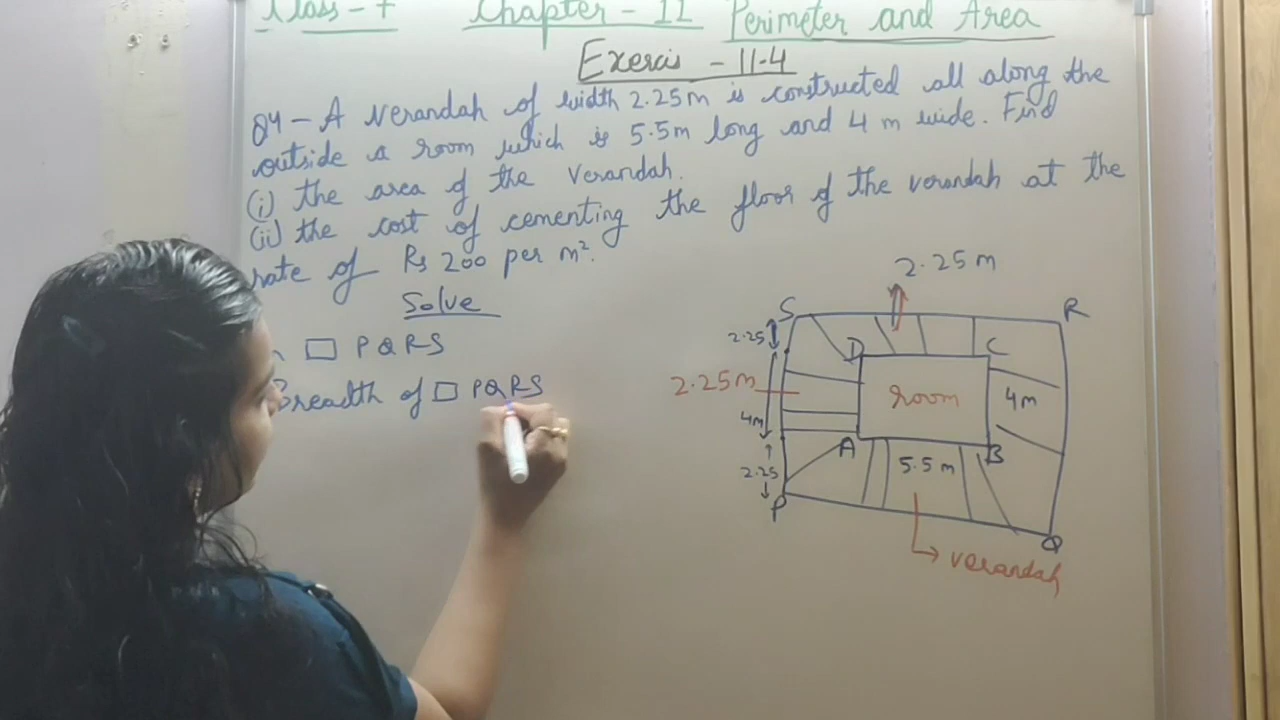 Class - 7 Chapter - 11 Perimeter and Area
Exercis - 11.4
Q4 - A Verandah of width 2.25m is constructed all along the
outside a room which is 5.5m long and 4 m wide. Find
(i) the area of the Verandah.
(ii) the cost of cementing the floor of the verandah at the
rate of Rs 200 per m².
Solve
□ PQRS
Breadth of □ PQRS
2.25 m
S
R
2.25
D
C
2.25m
room
4m
4m
A
B
5.5 m
2.25
P
Q
verandah